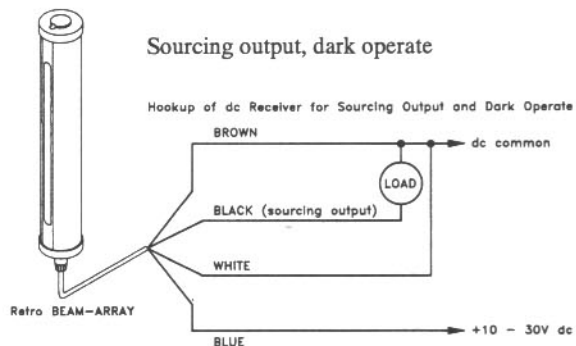 Sourcing output, dark operate
Hookup of dc Receiver for Sourcing Output and Dark Operate
BROWN
dc common
LOAD
BLACK (sourcing output)
WHITE
Retro BEAM-ARRAY
+10 - 30V dc
BLUE